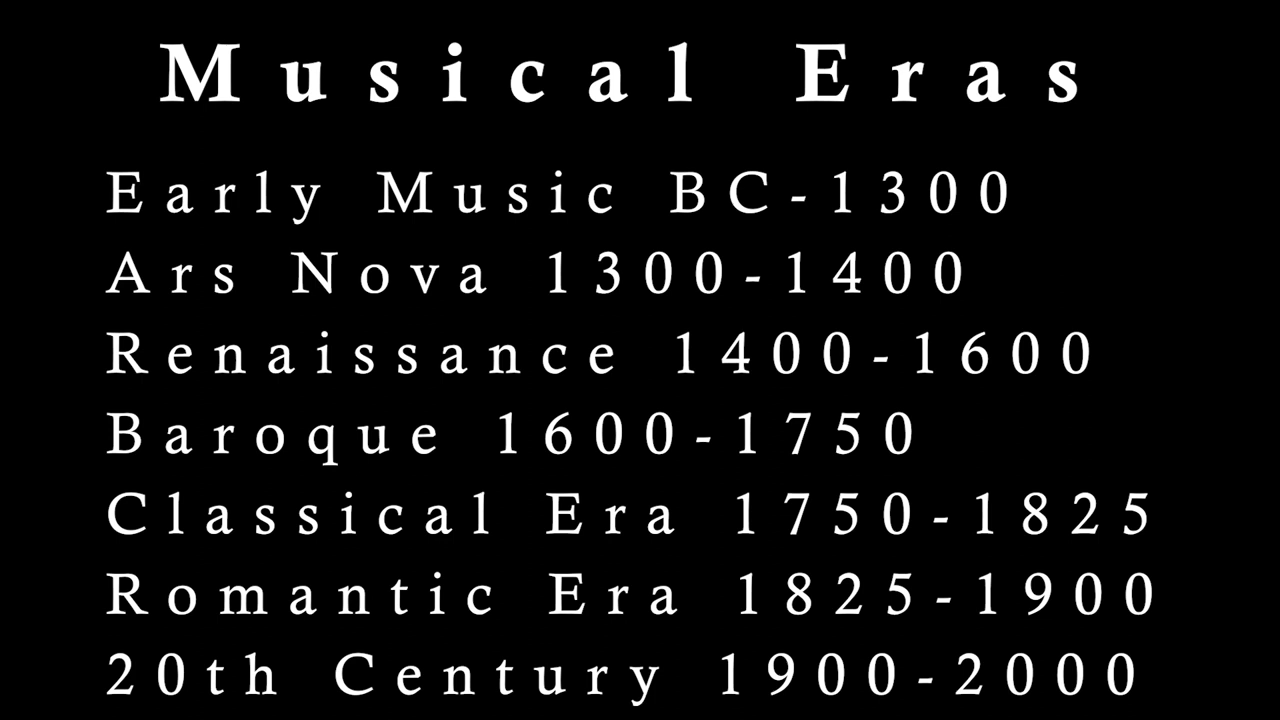 Musical Eras
Early Music BC-1300
Ars Nova 1300-1400
Renaissance 1400-1600
Baroque 1600-1750
Classical Era 1750-1825
Romantic Era 1825-1900
20th Century 1900-2000